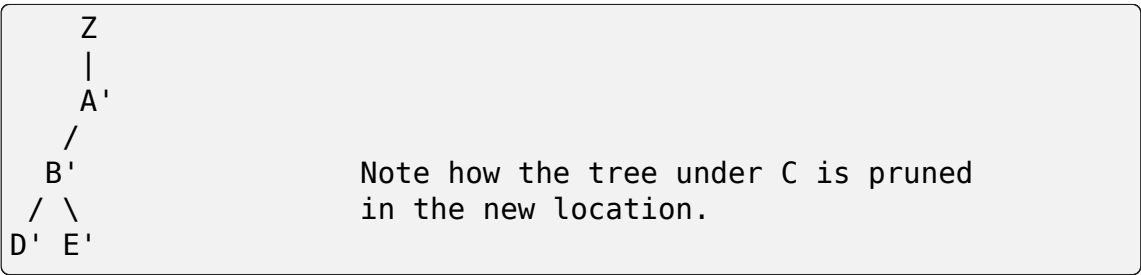 Z
     |
     A'
    /
   B'                 Note how the tree under C is pruned
  / \                 in the new location.
D'  E'